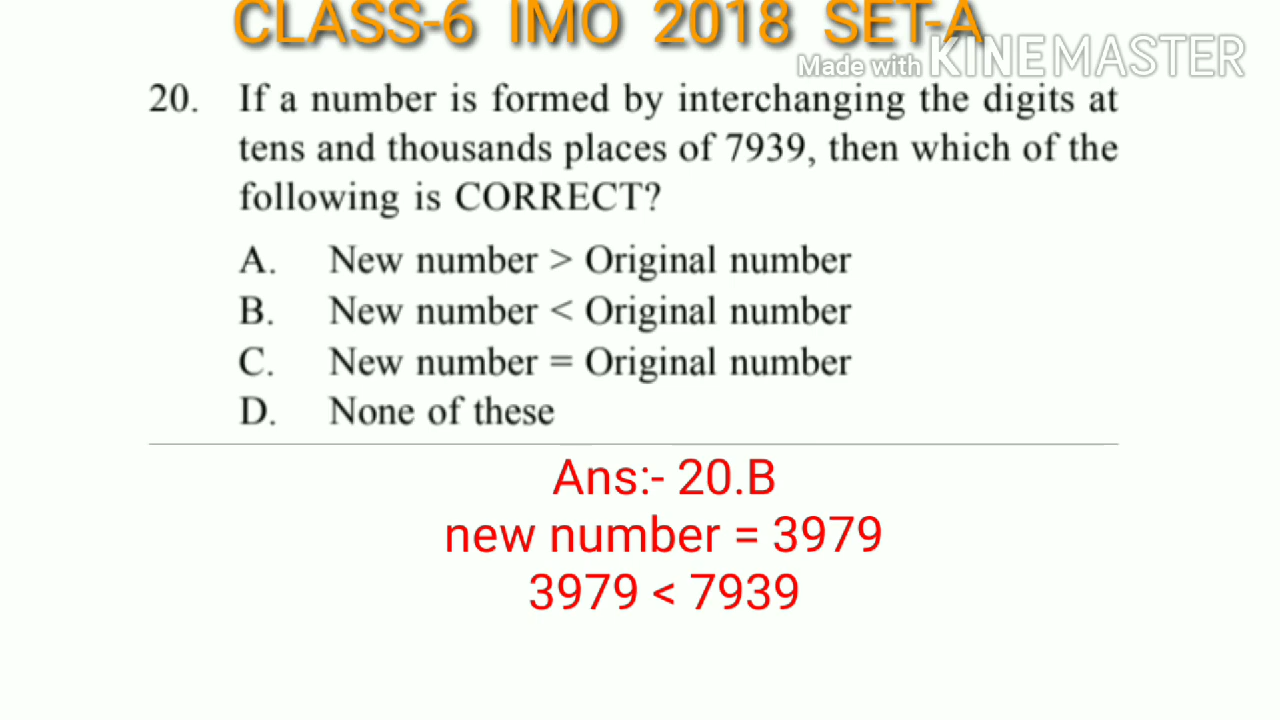 CLASS-6 IMO 2018 SET-A
Made with KINEMASTER
20. If a number is formed by interchanging the digits at
tens and thousands places of 7939, then which of the
following is CORRECT?
A. New number > Original number
B. New number < Original number
C. New number = Original number
D. None of these
Ans:- 20.B
new number = 3979
3979 < 7939